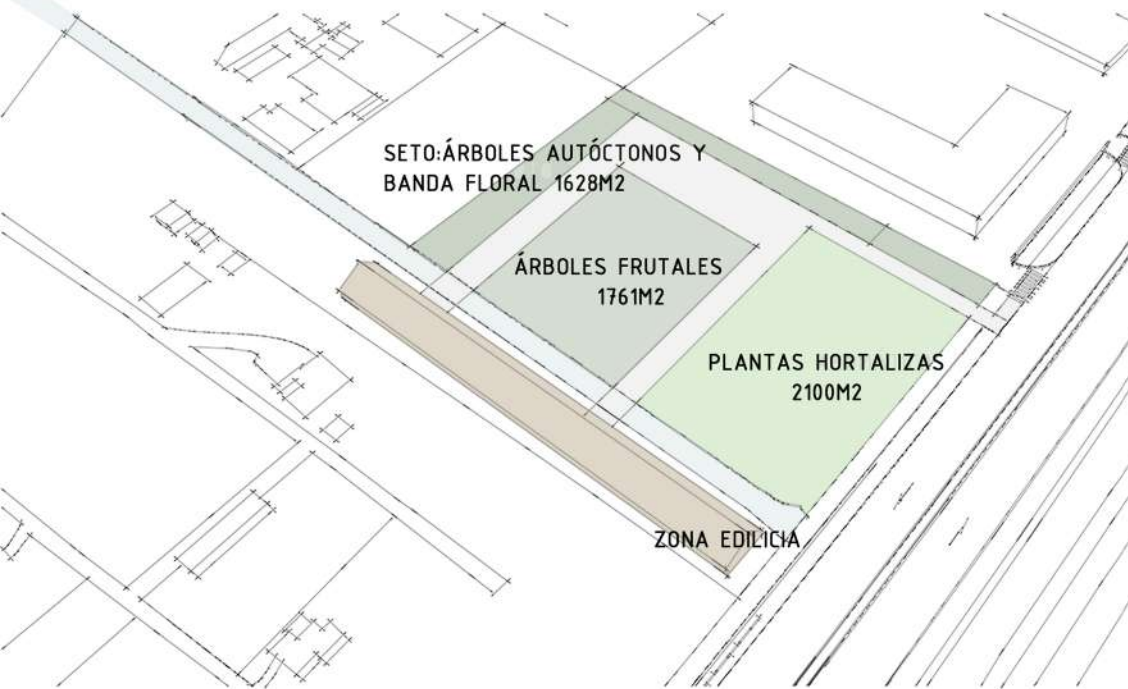 SETO:ÁRBOLES AUTÓCTONOS Y
BANDA FLORAL 1628M2
ÁRBOLES FRUTALES
1761M2
PLANTAS HORTALIZAS
2100M2
ZONA EDILICIA